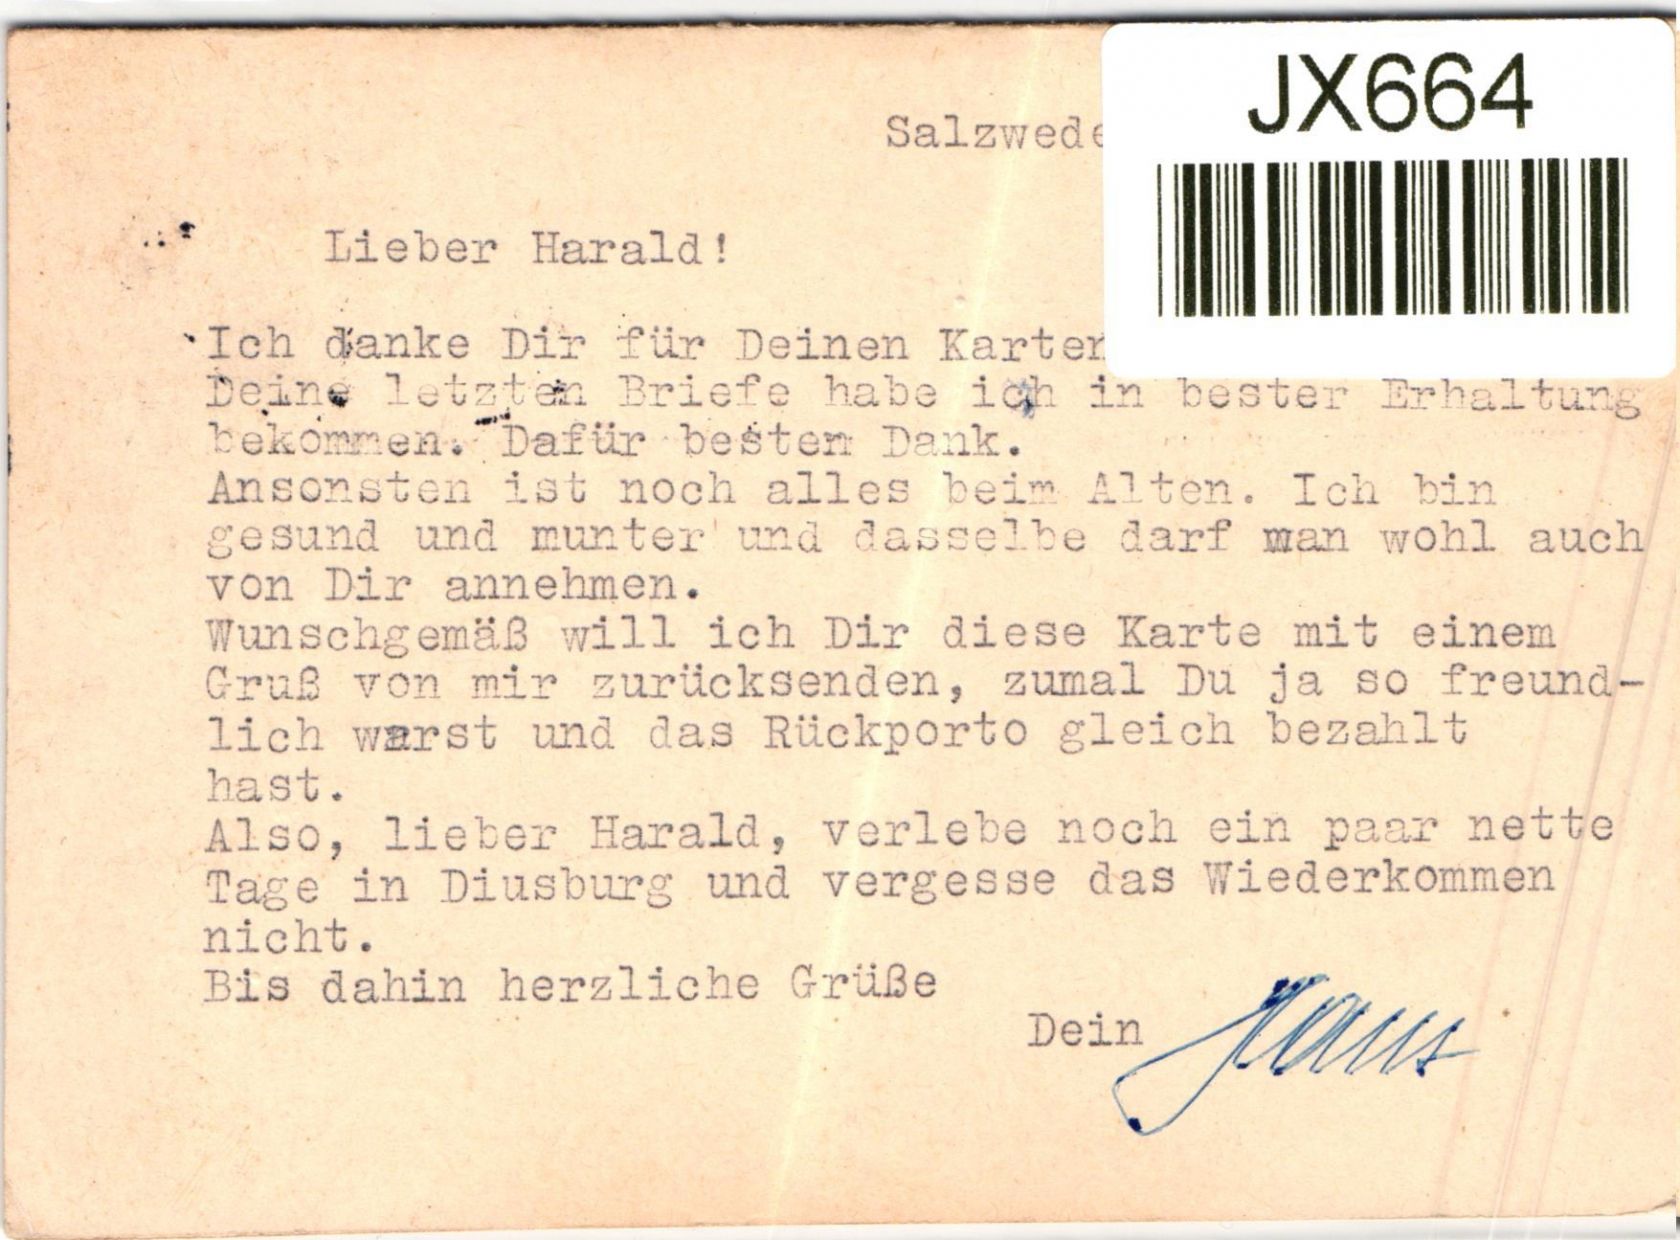 JX664
Salzwede
Lieber Harald!
Ich danke Dir für Deinen Karten
Deine letzten Briefe habe ich in bester Erhaltung
bekommen. Dafür besten Dank.
Ansonsten ist noch alles beim Alten. Ich bin
gesund und munter und dasselbe darf man wohl auch
von Dir annehmen.
Wunschgemäß will ich Dir diese Karte mit einem
Gruß von mir zurücksenden, zumal Du ja so freund-
lich warst und das Rückporto gleich bezahlt
hast.
Also, lieber Harald, verlebe noch ein paar nette
Tage in Diusburg und vergesse das Wiederkommen
nicht.
Bis dahin herzliche Grüße
Dein Hans